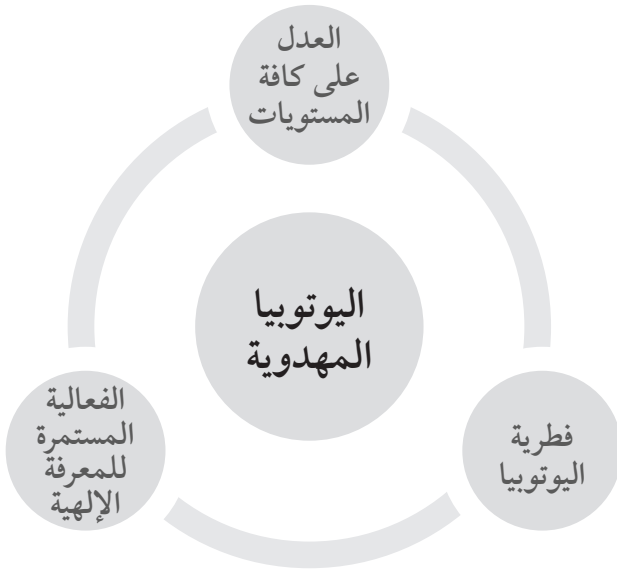 العدل
على كافة
المستويات
اليوتوبيا
المهدوية
فطرية
اليوتوبيا
الفعالية
المستمرة
للمعرفة
الإلهية